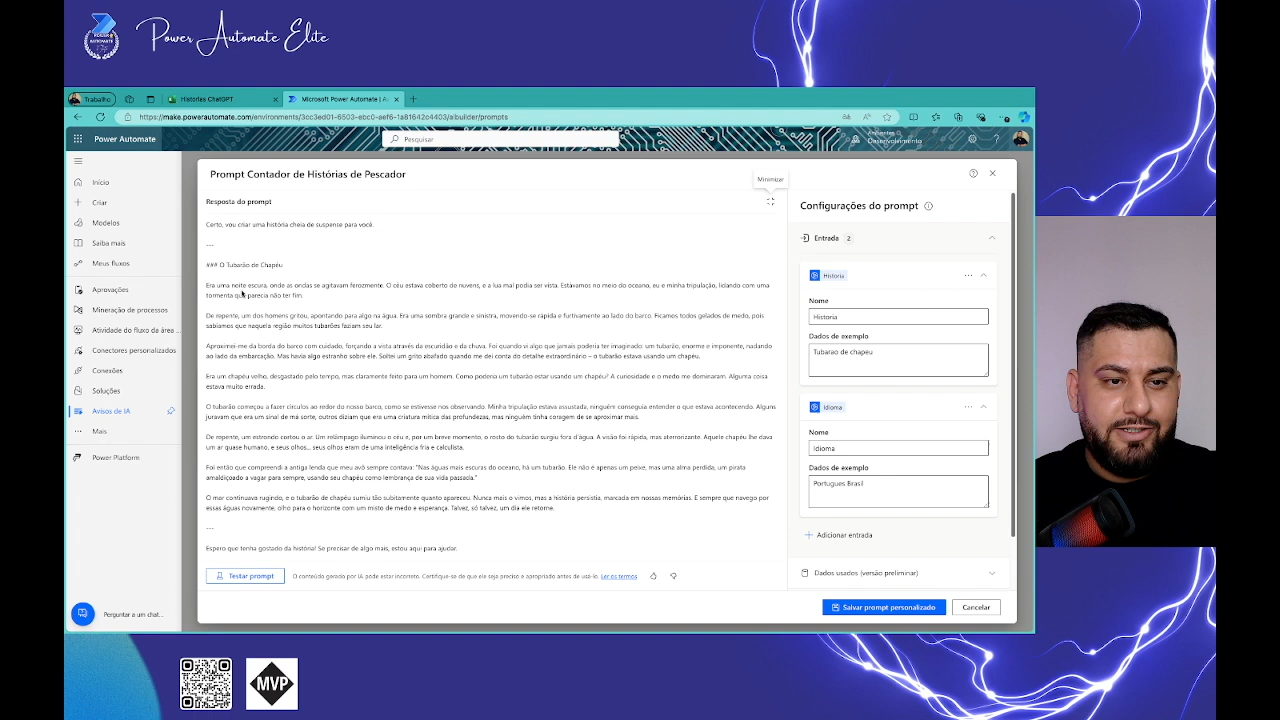 Power Automate Elite
Trabalho
Historias ChatGPT
Microsoft Power Automate | A
https://make.powerautomate.com/environments/3cc3ed01-6503-ebc0-aef6-1a81642c4403/aibuilder/prompts
Power Automate
Pesquisar
Ambientes
Desenvolvimento
Início
Criar
Modelos
Saiba mais
Meus fluxos
Aprovações
Mineração de processos
Atividade do fluxo da área ...
Conectores personalizados
Conexões
Soluções
Avisos de IA
Mais
Power Platform
Perguntar a um chat...
Prompt Contador de Histórias de Pescador
Minimizar
Resposta do prompt
Certo, vou criar uma história cheia de suspense para você.
---
### O Tubarão de Chapéu
Era uma noite escura, onde as ondas se agitavam ferozmente. O céu estava coberto de nuvens, e a lua mal podia ser vista. Estávamos no meio do oceano, eu e minha tripulação, lidando com uma
tormenta que parecia não ter fim.
De repente, um dos homens gritou, apontando para algo na água. Era uma sombra grande e sinistra, movendo-se rápida e furtivamente ao lado do barco. Ficamos todos gelados de medo, pois
sabíamos que naquela região muitos tubarões faziam seu lar.
Aproximei-me da borda do barco com cuidado, forçando a vista através da escuridão e da chuva. Foi quando vi algo que jamais poderia ter imaginado: um tubarão, enorme e imponente, nadando
ao lado da embarcação. Mas havia algo estranho sobre ele. Soltei um grito abafado quando me dei conta do detalhe extraordinário – o tubarão estava usando um chapéu.
Era um chapéu velho, desgastado pelo tempo, mas claramente feito para um homem. Como poderia um tubarão estar usando um chapéu? A curiosidade e o medo me dominaram. Alguma coisa
estava muito errada.
O tubarão começou a fazer círculos ao redor do nosso barco, como se estivesse nos observando. Minha tripulação estava assustada, ninguém conseguia entender o que estava acontecendo. Alguns
juravam que era um sinal de má sorte, outros diziam que era uma criatura mítica das profundezas, mas ninguém tinha coragem de se aproximar mais.
De repente, um estrondo cortou o ar. Um relâmpago iluminou o céu e, por um breve momento, o rosto do tubarão surgiu fora d'água. A visão foi rápida, mas aterrorizante. Aquele chapéu lhe dava
um ar quase humano, e seus olhos... seus olhos eram de uma inteligência fria e calculista.
Foi então que compreendi a antiga lenda que meu avô sempre contava: "Nas águas mais escuras do oceano, há um tubarão. Ele não é apenas um peixe, mas uma alma perdida, um pirata
amaldiçoado a vagar para sempre, usando seu chapéu como lembrança de sua vida passada."
O mar continuava rugindo, e o tubarão de chapéu sumiu tão subitamente quanto apareceu. Nunca mais o vimos, mas a história persistia, marcada em nossas memórias. E sempre que navego por
essas águas novamente, olho para o horizonte com um misto de medo e esperança. Talvez, só talvez, um dia ele retorne.
---
Espero que tenha gostado da história! Se precisar de algo mais, estou aqui para ajudar.
Testar prompt
O conteúdo gerado por IA pode estar incorreto. Certifique-se de que ele seja preciso e apropriado antes de usá-lo. Ler os termos
Configurações do prompt
Entrada 2
Historia
Nome
Historia
Dados de exemplo
Tubarao de chapeu
Idioma
Nome
Idioma
Dados de exemplo
Portugues Brasil
Adicionar entrada
Dados usados (versão preliminar)
Salvar prompt personalizado
Cancelar
MVP